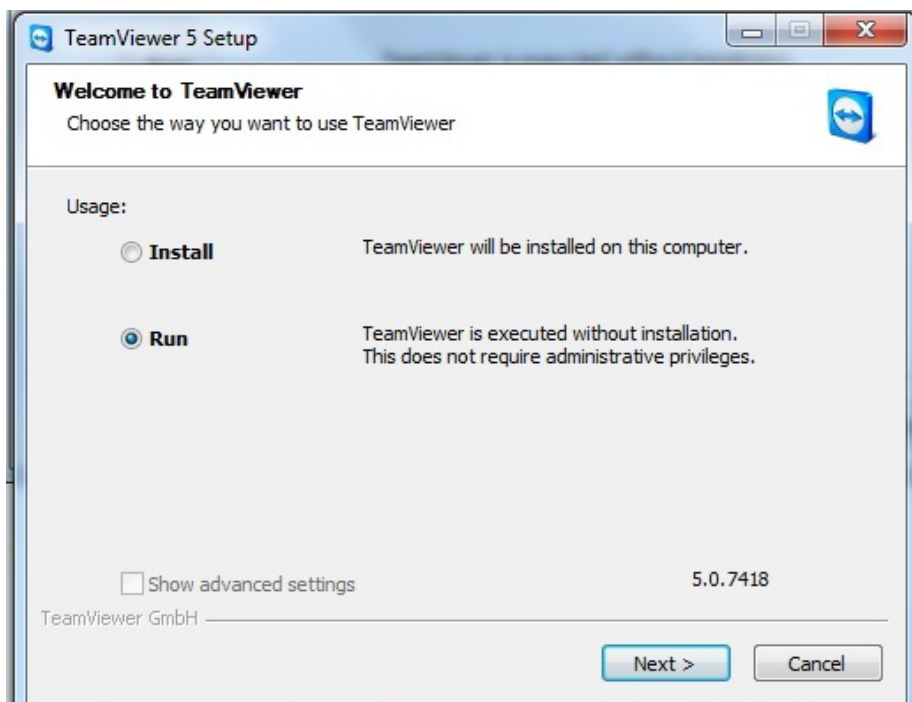 TeamViewer 5 Setup
Welcome to TeamViewer
Choose the way you want to use TeamViewer
Usage:
Install
TeamViewer will be installed on this computer.
Run
TeamViewer is executed without installation.
This does not require administrative privileges.
Show advanced settings
5.0.7418
TeamViewer GmbH
Next >
Cancel